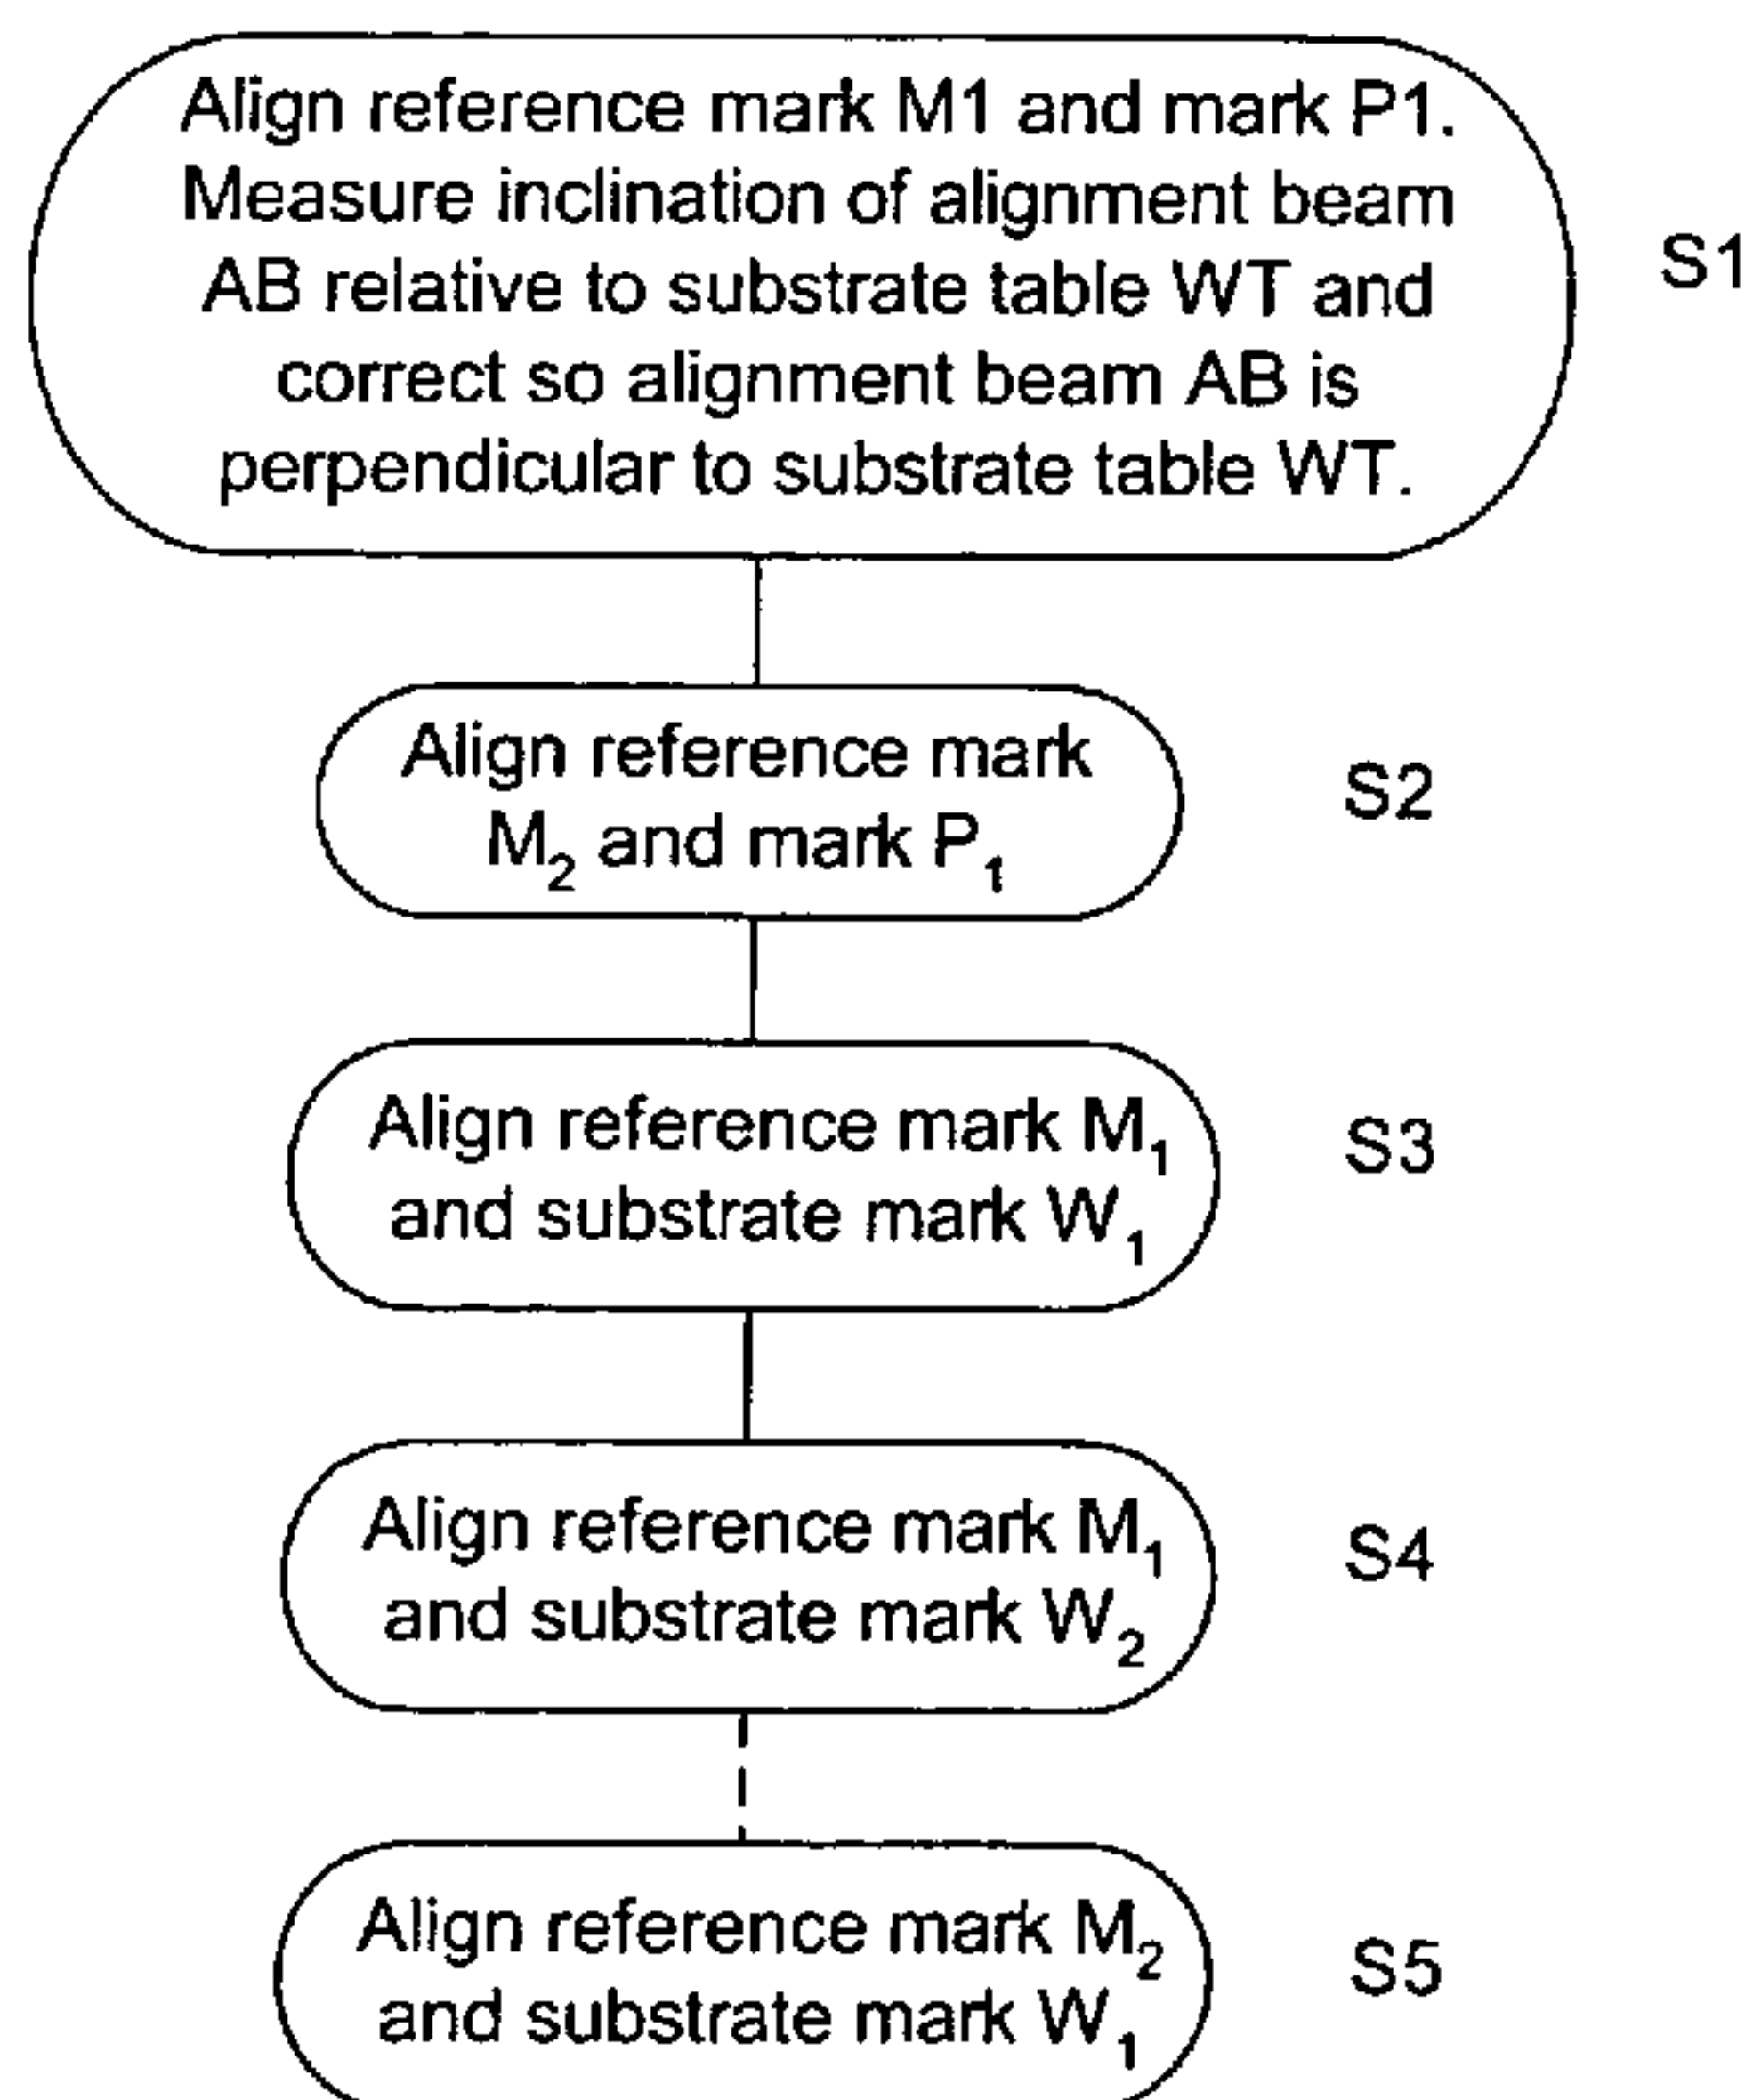 Align reference mark M1 and mark P1.
Measure inclination of alignment beam
AB relative to substrate table WT and
correct so alignment beam AB is
perpendicular to substrate table WT.
S1
Align reference mark
M₂ and mark P₁
S2
Align reference mark M₁
and substrate mark W₁
S3
Align reference mark M₁
and substrate mark W₂
S4
Align reference mark M₂
and substrate mark W₁
S5